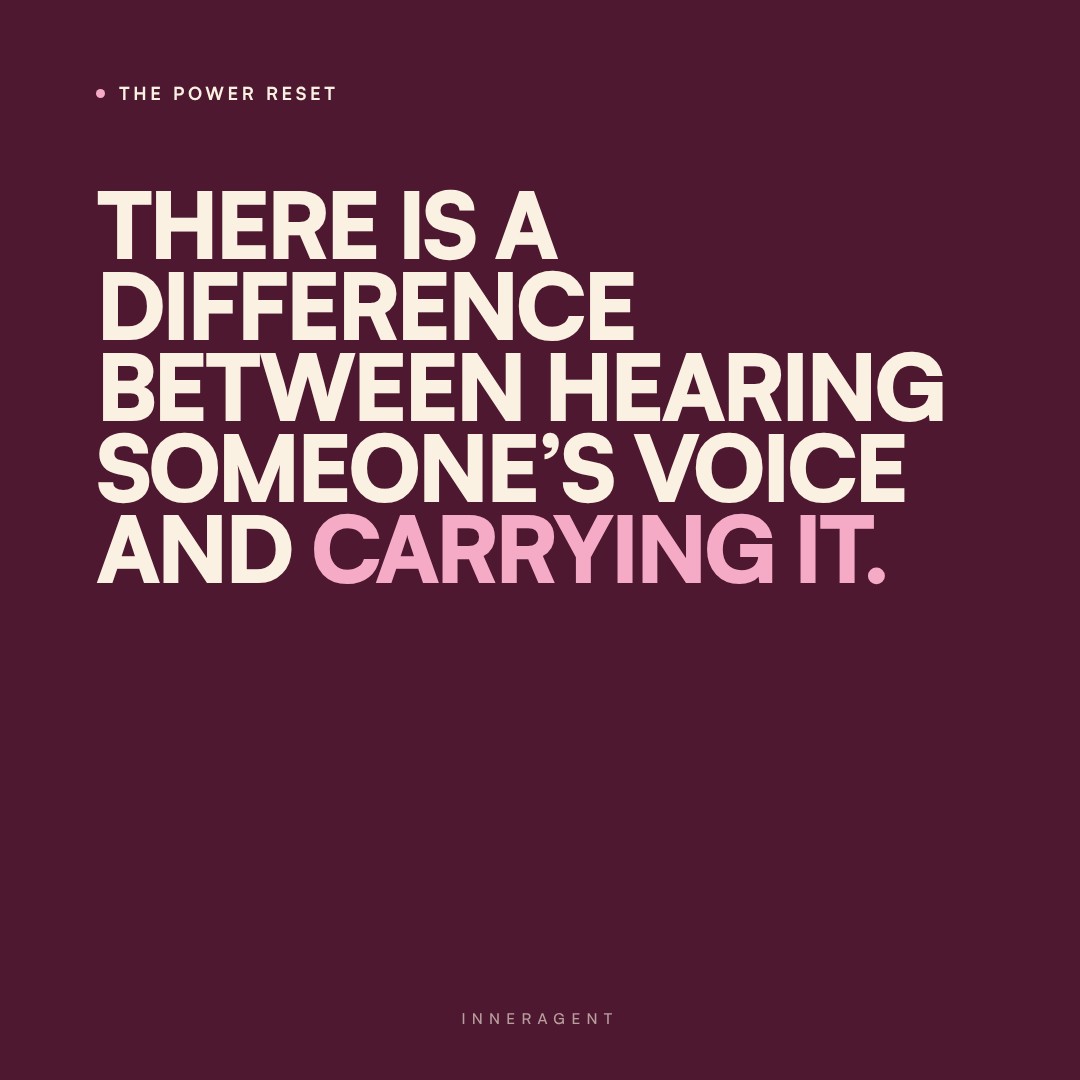 • THE POWER RESET
THERE IS A
DIFFERENCE
BETWEEN HEARING
SOMEONE’S VOICE
AND CARRYING IT.
INNERAGENT